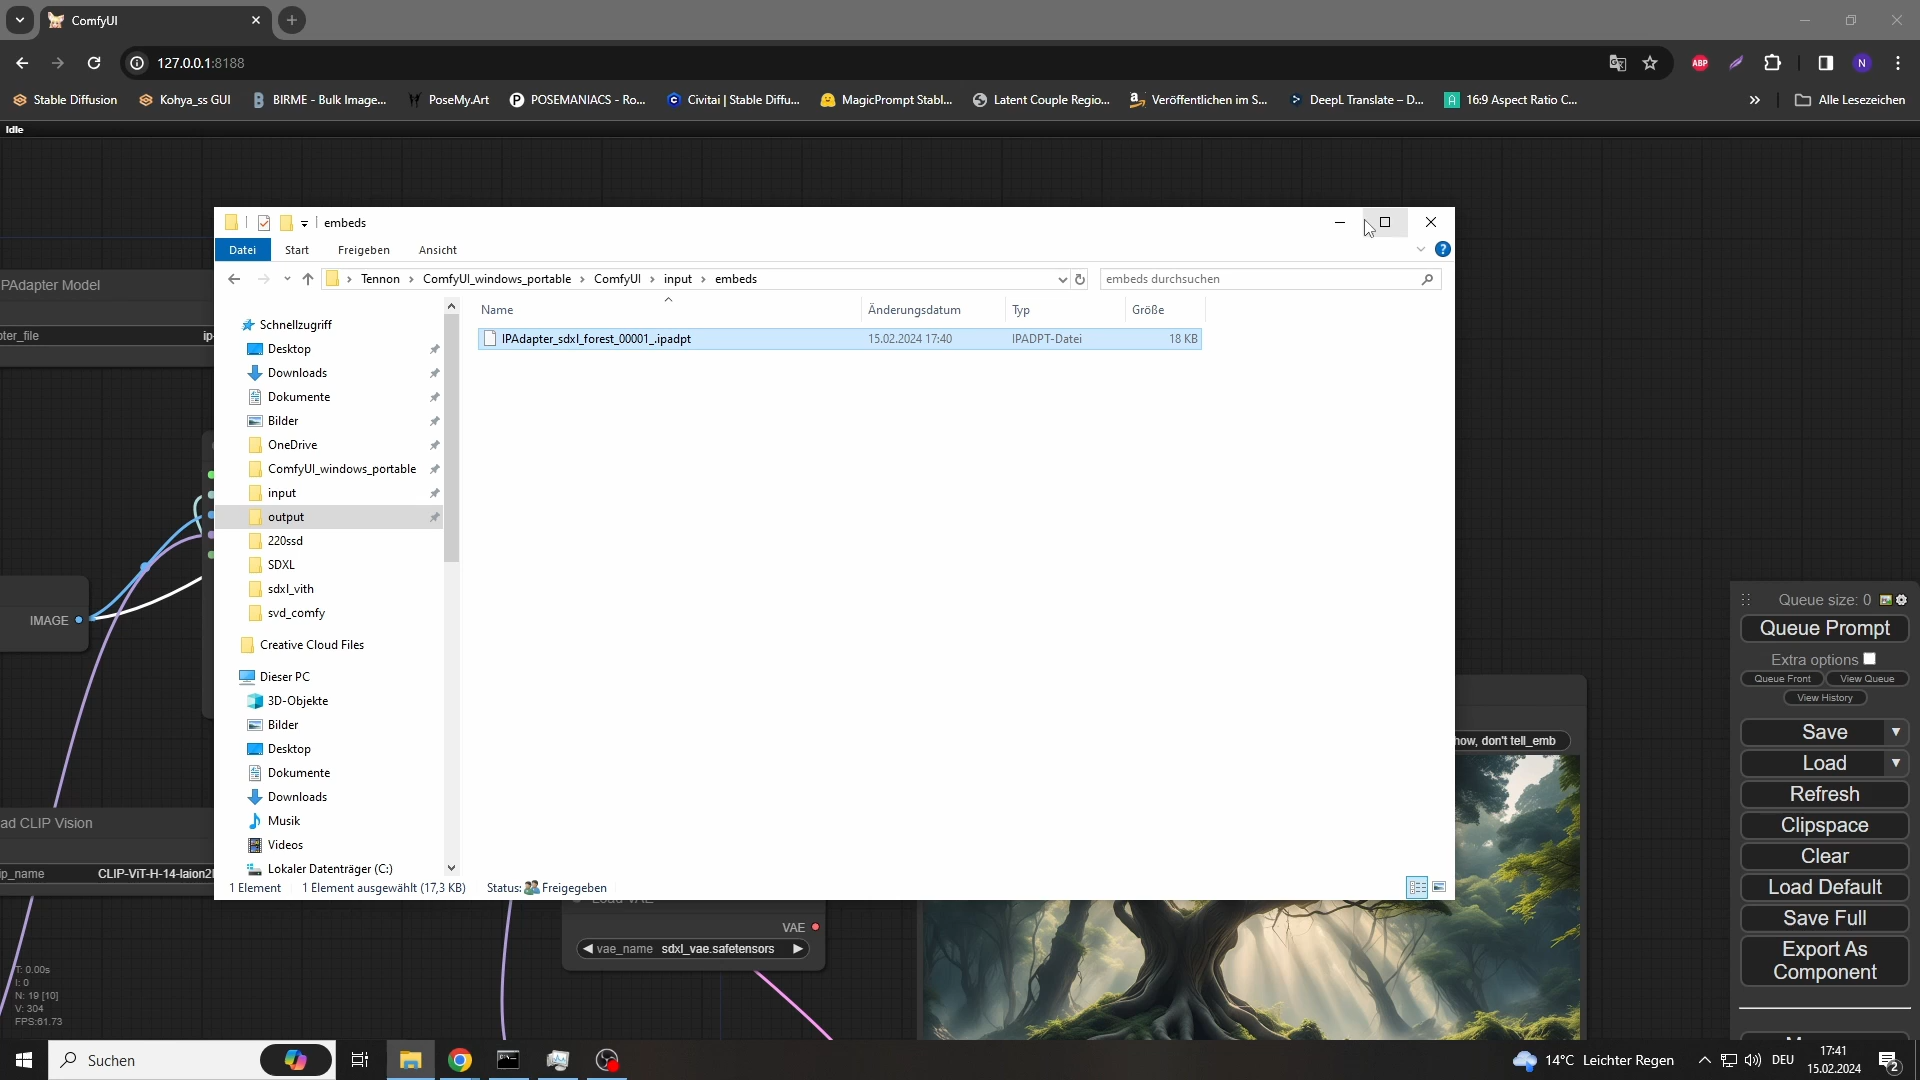 ComfyUI
127.0.0.1:8188
Stable Diffusion
Kohya_ss GUI
BIRME - Bulk Image...
PoseMy.Art
POSEMANIACS - Ro...
Civitai | Stable Diffu...
MagicPrompt Stabl...
Latent Couple Regio...
Veröffentlichen im S...
DeepL Translate – D...
16:9 Aspect Ratio C...
Alle Lesezeichen
ABP
N
Idle
embeds
Datei
Start
Freigeben
Ansicht
Tennon
ComfyUI_windows_portable
ComfyUI
input
embeds
embeds durchsuchen
Name
Änderungsdatum
Typ
Größe
IPAdapter_sdxl_forest_00001_.ipadpt
15.02.2024 17:40
IPADPT-Datei
18 KB
Schnellzugriff
Desktop
Downloads
Dokumente
Bilder
OneDrive
ComfyUI_windows_portable
input
output
220ssd
SDXL
sdxl_vith
svd_comfy
Creative Cloud Files
Dieser PC
3D-Objekte
Bilder
Desktop
Dokumente
Downloads
Musik
Videos
Lokaler Datenträger (C:)
1 Element
1 Element ausgewählt (17,3 KB)
Status:
Freigegeben
PAdapter Model
ter_file
ip-
IMAGE
ad CLIP Vision
ip_name
CLIP-ViT-H-14-laion2
Load VAE
VAE
vae_name
sdxl_vae.safetensors
how, don't tell_emb
T: 0.00s
I: 0
N: 19 [10]
V: 304
FPS:61.73
Queue size: 0
Queue Prompt
Extra options
Queue Front
View Queue
View History
Save
Load
Refresh
Clipspace
Clear
Load Default
Save Full
Export As
Component
Suchen
14°C
Leichter Regen
DEU
17:41
15.02.2024
2